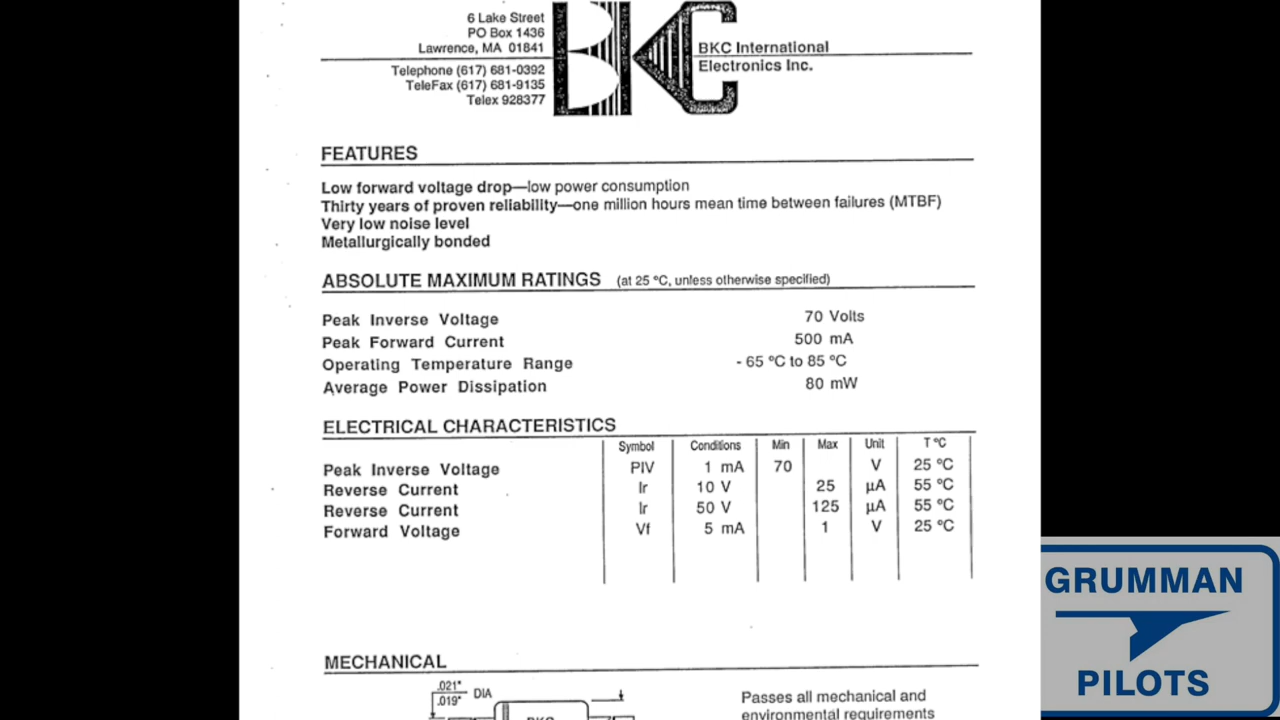 6 Lake Street
PO Box 1436
Lawrence, MA 01841
Telephone (617) 681-0392
TeleFax (617) 681-9135
Telex 928377
BKC
BKC International
Electronics Inc.
FEATURES
Low forward voltage drop—low power consumption
Thirty years of proven reliability—one million hours mean time between failures (MTBF)
Very low noise level
Metallurgically bonded
ABSOLUTE MAXIMUM RATINGS (at 25 °C, unless otherwise specified)
Peak Inverse Voltage 70 Volts
Peak Forward Current 500 mA
Operating Temperature Range - 65 °C to 85 °C
Average Power Dissipation 80 mW
ELECTRICAL CHARACTERISTICS
Symbol Conditions Min Max Unit T °C
Peak Inverse Voltage PIV 1 mA 70 V 25 °C
Reverse Current Ir 10 V 25 µA 55 °C
Reverse Current Ir 50 V 125 µA 55 °C
Forward Voltage Vf 5 mA 1 V 25 °C
MECHANICAL
.021"
.019"
DIA
BKC
Passes all mechanical and
environmental requirements
GRUMMAN
PILOTS